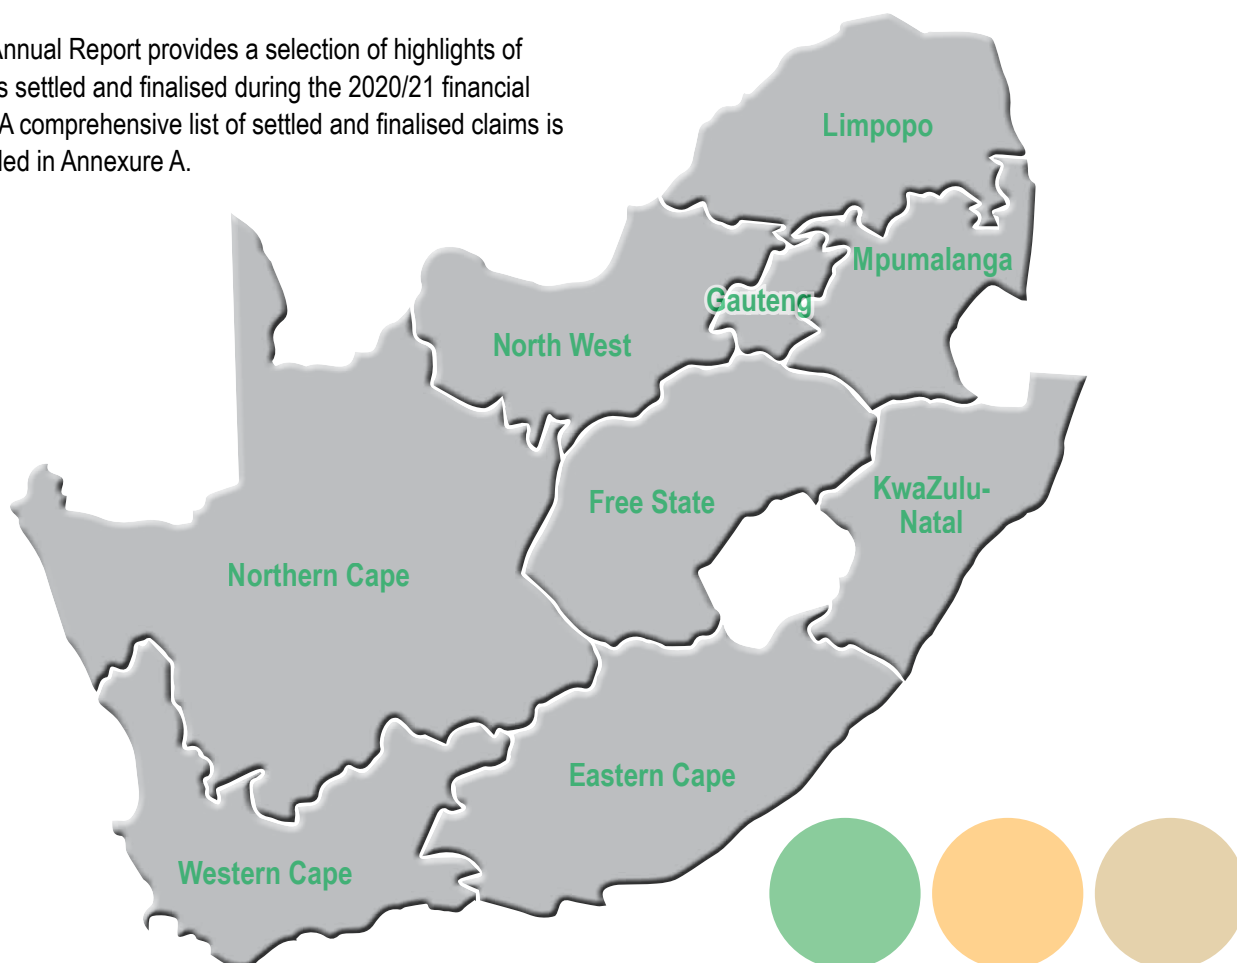 Annual Report provides a selection of highlights of
s settled and finalised during the 2020/21 financial
A comprehensive list of settled and finalised claims is
led in Annexure A.
Limpopo
Mpumalanga
Gauteng
North West
Free State
KwaZulu-
Natal
Northern Cape
Eastern Cape
Western Cape